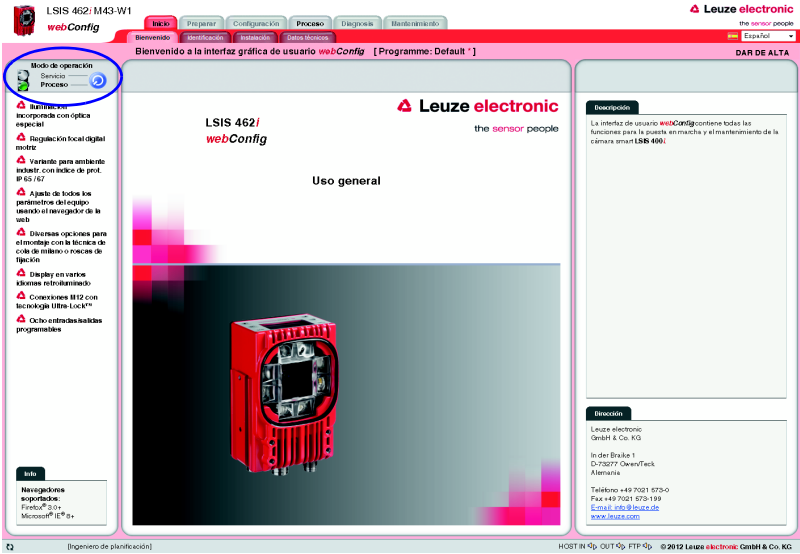 LSIS 462i M43-W1
webConfig
Inicio
Preparar
Configuración
Proceso
Diagnosis
Mantenimiento
Leuze electronic
the sensor people
Bienvenido
Identificación
Instalación
Datos técnicos
Español
Bienvenido a la interfaz gráfica de usuario webConfig [ Programme: Default * ]
DAR DE ALTA
Modo de operación
Servicio
Proceso
Iluminación
incorporada con óptica
especial
Regulación focal digital
motriz
Variante para ambiente
industr. con índice de prot.
IP 65 /67
Ajuste de todos los
parámetros del equipo
usando el navegador de la
web
Diversas opciones para
el montaje con la técnica de
cola de milano o roscas de
fijación
Display en varios
idiomas retroiluminado
Conexiones M12 con
tecnología Ultra-Lock™
Ocho entradas/salidas
programables
Info
Navegadores
soportados:
Firefox® 3.0+
Microsoft® IE® 8+
LSIS 462i
webConfig
Leuze electronic
the sensor people
Uso general
Descripción
La interfaz de usuario webConfig contiene todas las
funciones para la puesta en marcha y el mantenimiento de la
cámara smart LSIS 400i.
Dirección
Leuze electronic
GmbH & Co. KG
In der Braike 1
D-73277 Owen/Teck
Alemania
Teléfono +49 7021 573-0
Fax +49 7021 573-199
E-mail: info@leuze.de
www.leuze.com
[Ingeniero de planificación]
HOST IN OUT FTP © 2012 Leuze electronic GmbH & Co. KG